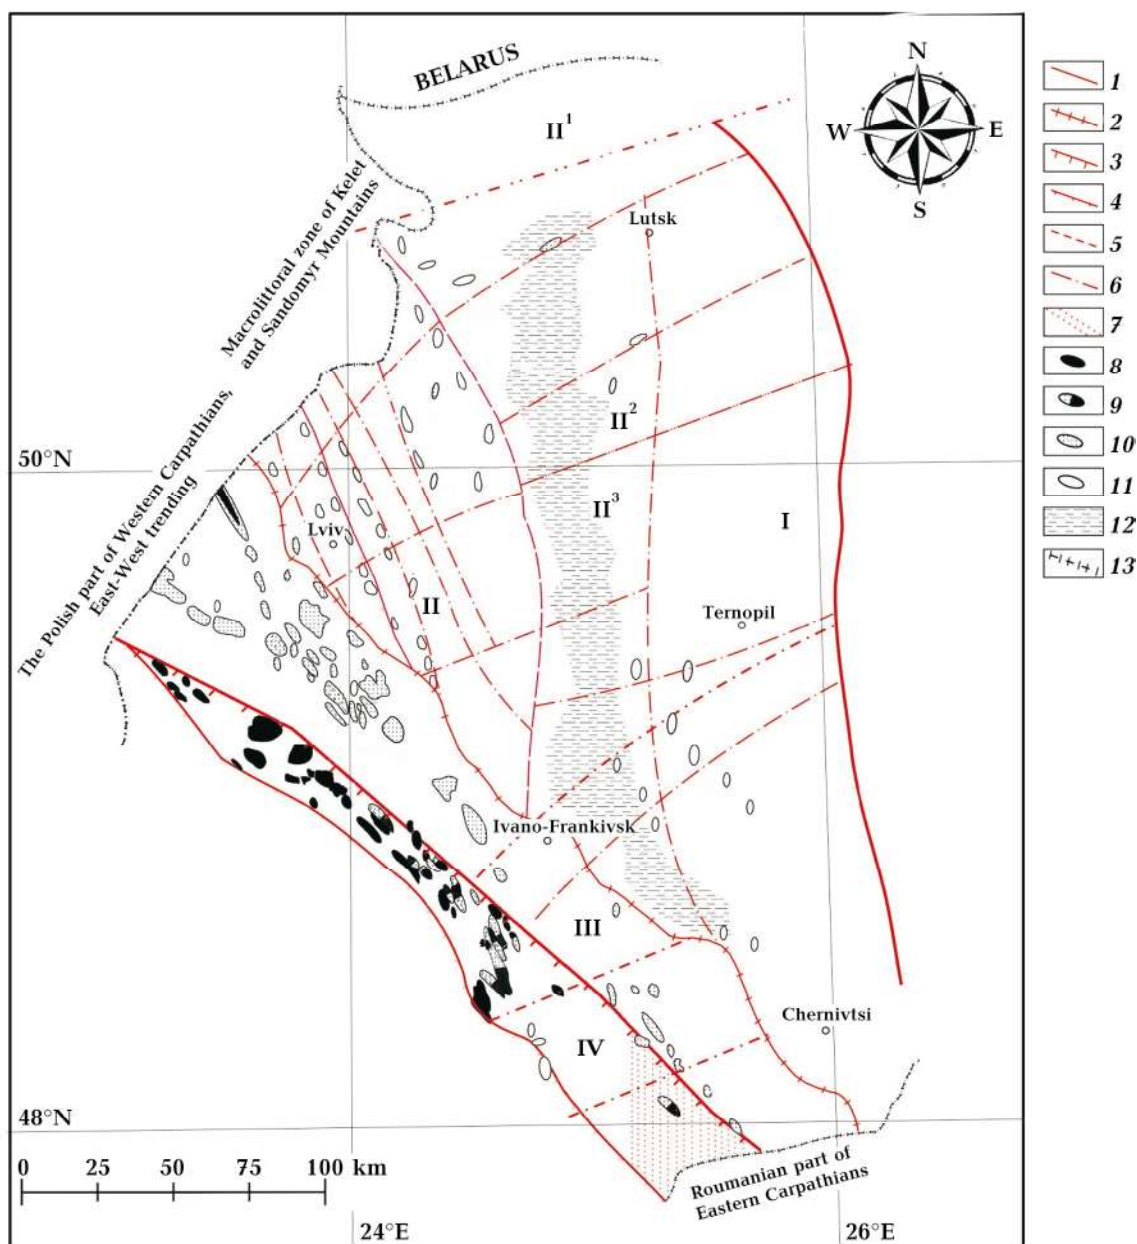 BELARUS
N
W
E
S
II¹
Macrolittoral zone of Kelet
and Sandomyr Mountains
The Polish part of Western Carpathians,
East-West trending
Lutsk
II²
50°N
II³
I
Lviv
II
Ternopil
Ivano-Frankivsk
III
Chernivtsi
IV
48°N
0 25 50 75 100 km
Roumanian part of
Eastern Carpathians
24°E
26°E
1
2
3
4
5
6
7
8
9
10
11
12
13